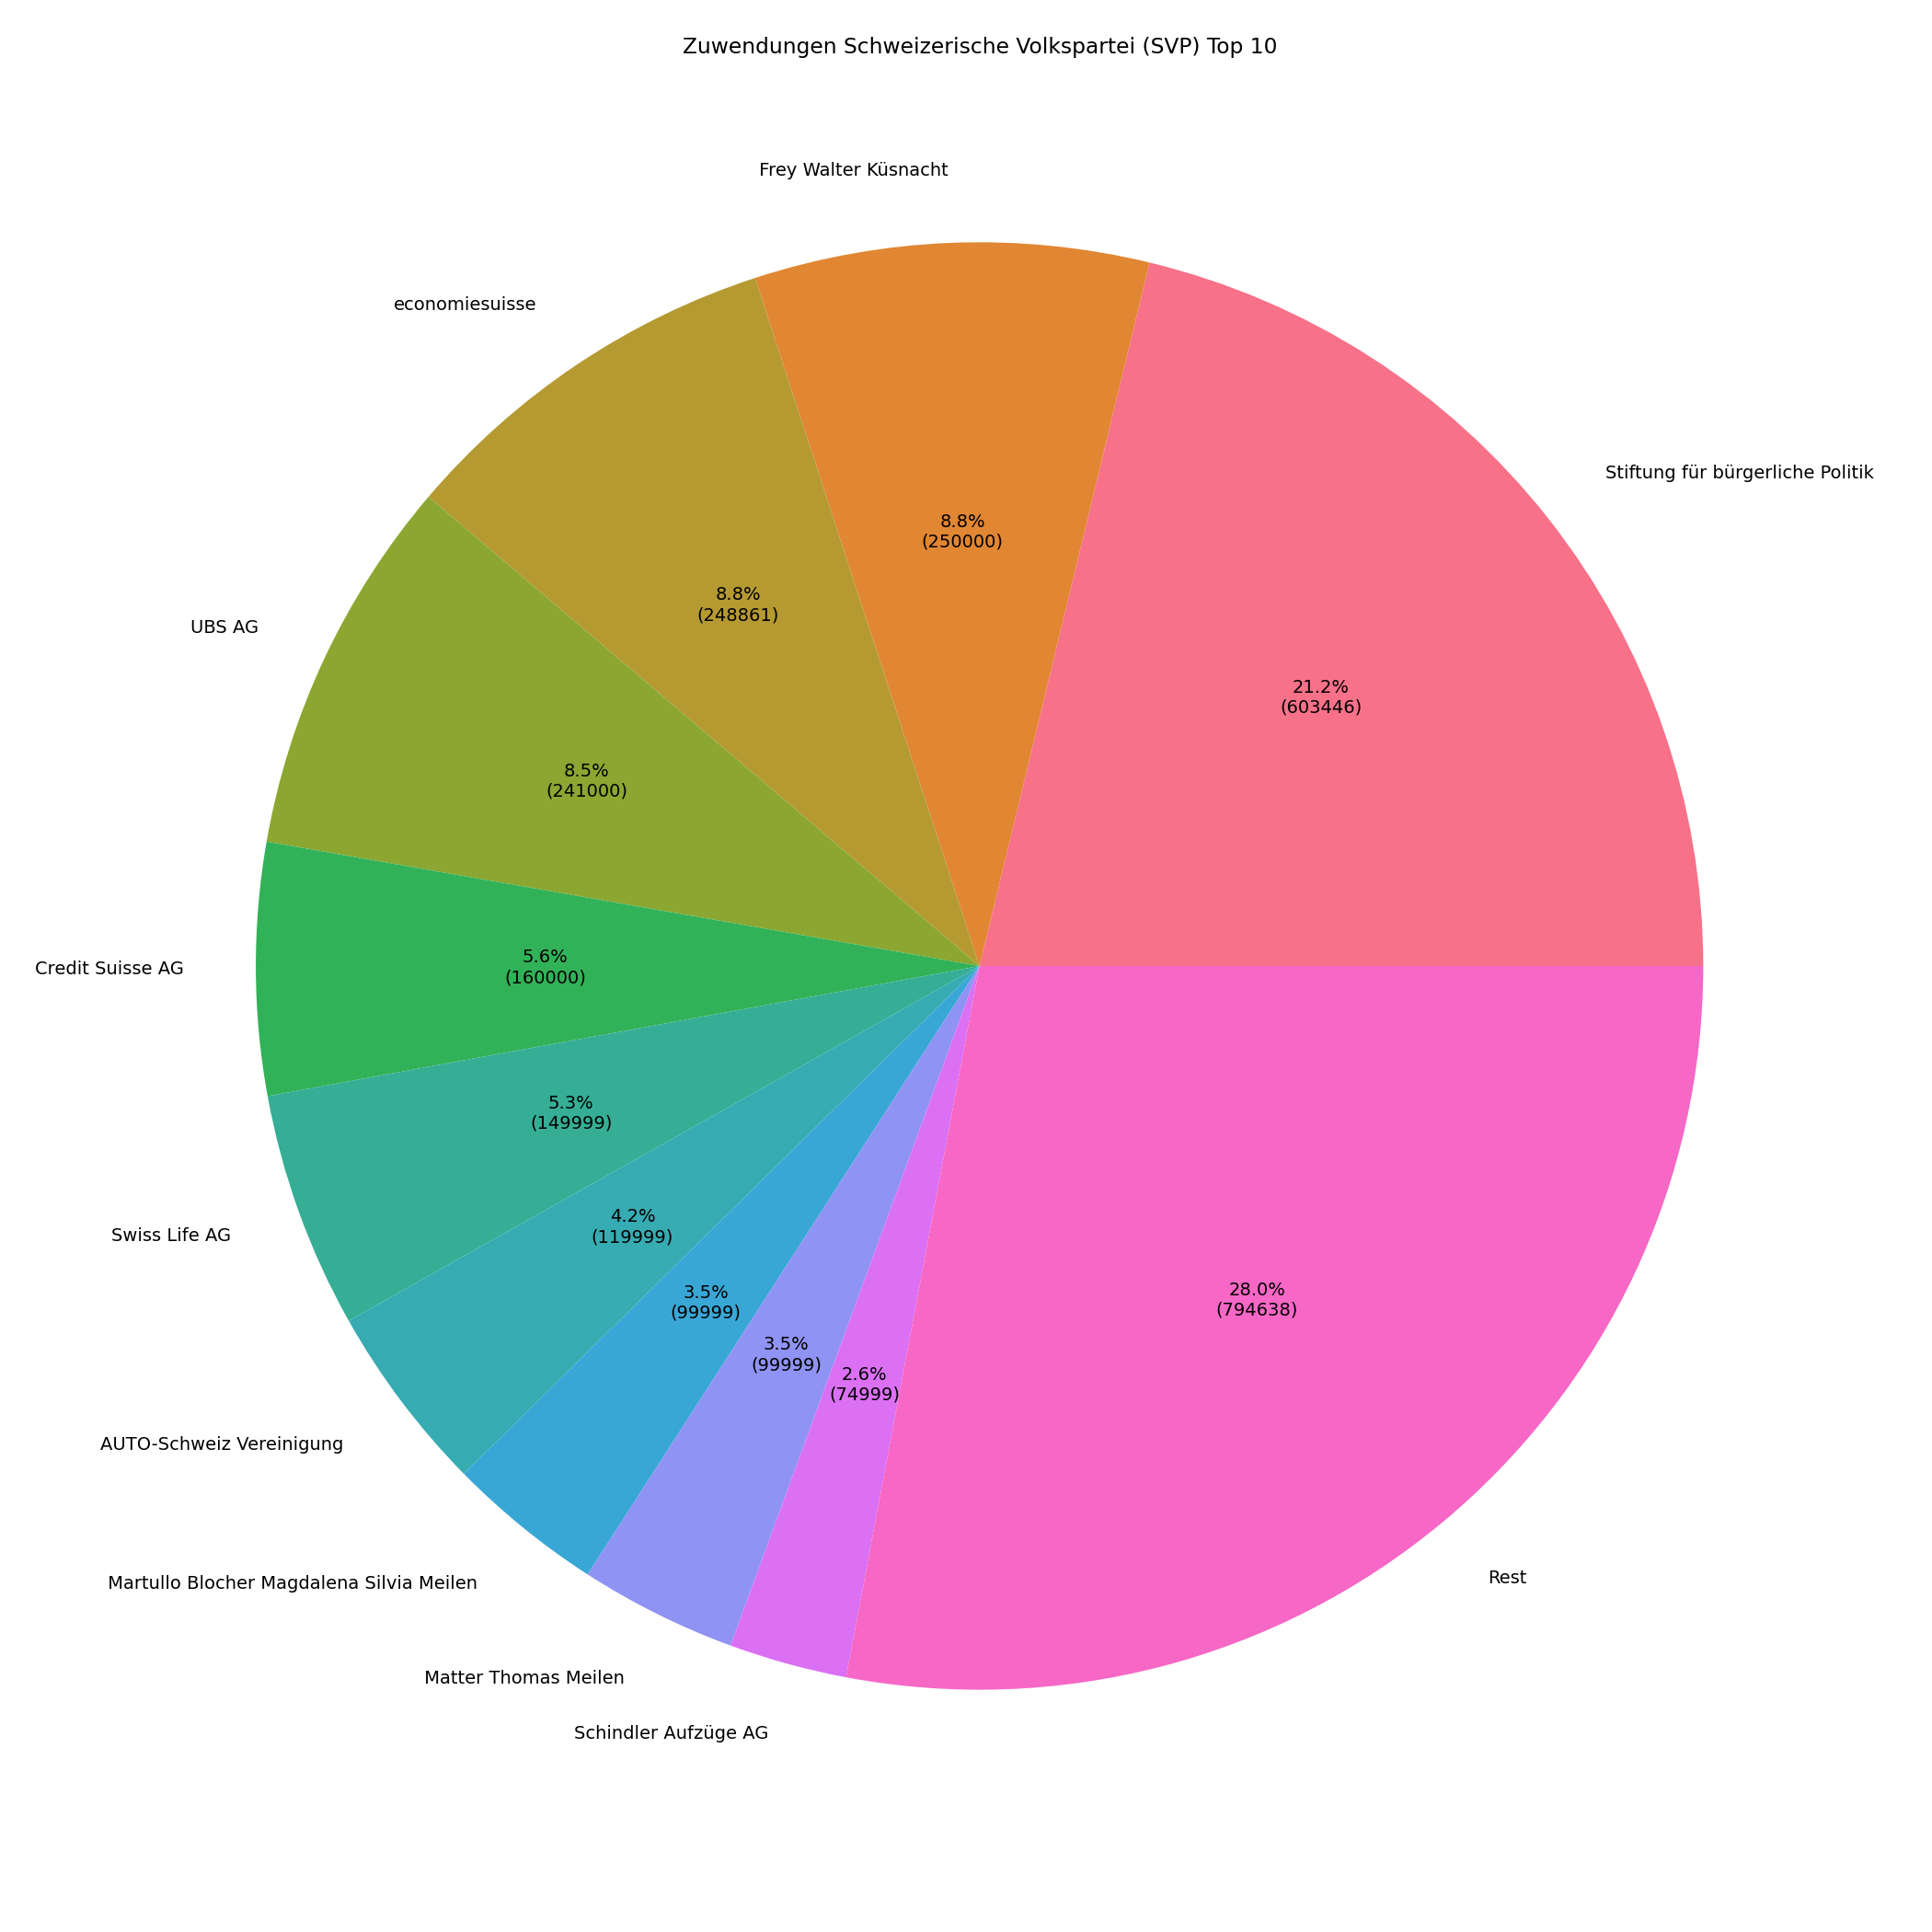 Zuwendungen Schweizerische Volkspartei (SVP) Top 10
Frey Walter Küsnacht
economiesuisse
Stiftung für bürgerliche Politik
8.8%
(250000)
8.8%
(248861)
UBS AG
21.2%
(603446)
8.5%
(241000)
Credit Suisse AG
5.6%
(160000)
5.3%
(149999)
Swiss Life AG
4.2%
(119999)
3.5%
(99999)
28.0%
(794638)
3.5%
(99999)
2.6%
(74999)
AUTO-Schweiz Vereinigung
Martullo Blocher Magdalena Silvia Meilen
Rest
Matter Thomas Meilen
Schindler Aufzüge AG